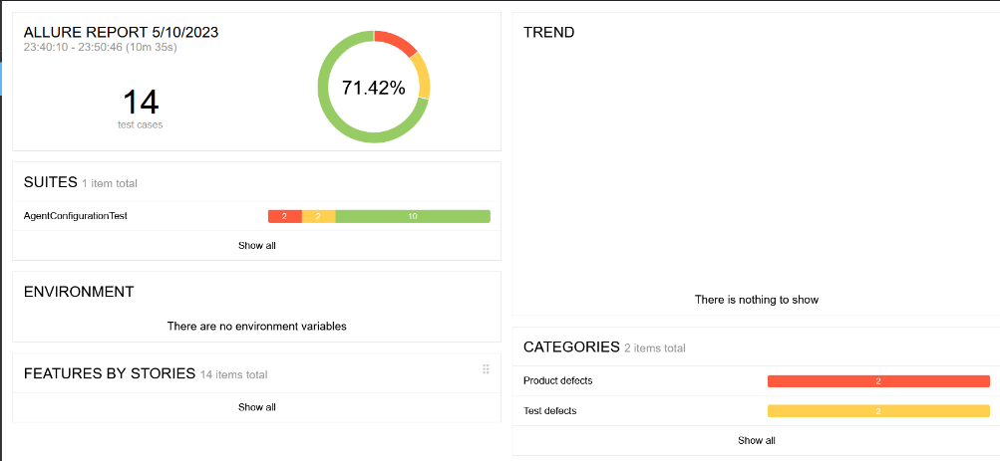 ALLURE REPORT 5/10/2023
23:40:10 - 23:50:46 (10m 35s)
14
test cases
71.42%
SUITES 1 item total
AgentConfigurationTest 2 2 10
Show all
ENVIRONMENT
There are no environment variables
FEATURES BY STORIES 14 items total
Show all
TREND
There is nothing to show
CATEGORIES 2 items total
Product defects 2
Test defects 2
Show all